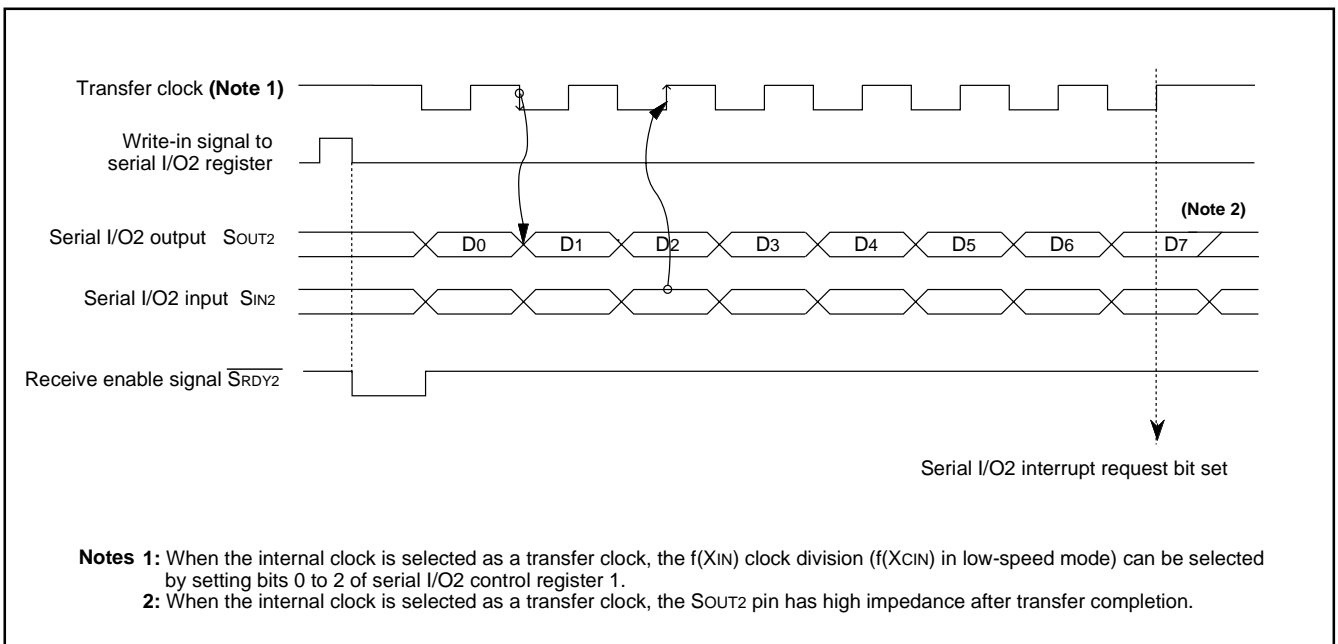 Transfer clock (Note 1)
Write-in signal to
serial I/O2 register
(Note 2)
Serial I/O2 output SOUT2
D0 D1 D2 D3 D4 D5 D6 D7
Serial I/O2 input SIN2
Receive enable signal SRDY2
Serial I/O2 interrupt request bit set
Notes 1: When the internal clock is selected as a transfer clock, the f(XIN) clock division (f(XCIN) in low-speed mode) can be selected
by setting bits 0 to 2 of serial I/O2 control register 1.
2: When the internal clock is selected as a transfer clock, the SOUT2 pin has high impedance after transfer completion.